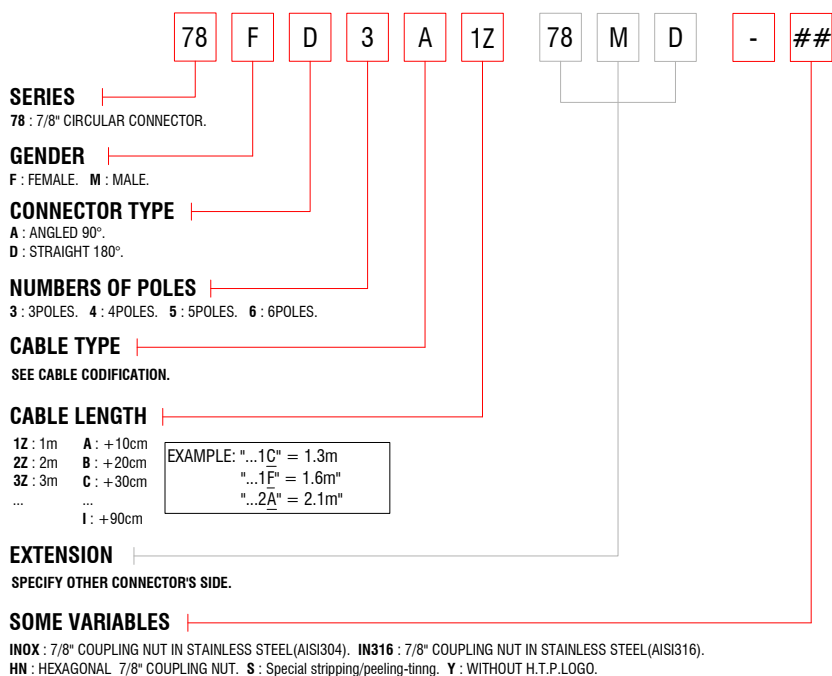 78 F D 3 A 1Z 78 M D - ##
SERIES
78 : 7/8" CIRCULAR CONNECTOR.
GENDER
F : FEMALE. M : MALE.
CONNECTOR TYPE
A : ANGLED 90°.
D : STRAIGHT 180°.
NUMBERS OF POLES
3 : 3POLES. 4 : 4POLES. 5 : 5POLES. 6 : 6POLES.
CABLE TYPE
SEE CABLE CODIFICATION.
CABLE LENGTH
1Z : 1m A : +10cm
2Z : 2m B : +20cm
3Z : 3m C : +30cm
... ...
I : +90cm
EXAMPLE: "...1C" = 1.3m
"...1F" = 1.6m"
"...2A" = 2.1m"
EXTENSION
SPECIFY OTHER CONNECTOR'S SIDE.
SOME VARIABLES
INOX : 7/8" COUPLING NUT IN STAINLESS STEEL(AISI304). IN316 : 7/8" COUPLING NUT IN STAINLESS STEEL(AISI316).
HN : HEXAGONAL 7/8" COUPLING NUT. S : Special stripping/peeling-tinng. Y : WITHOUT H.T.P.LOGO.